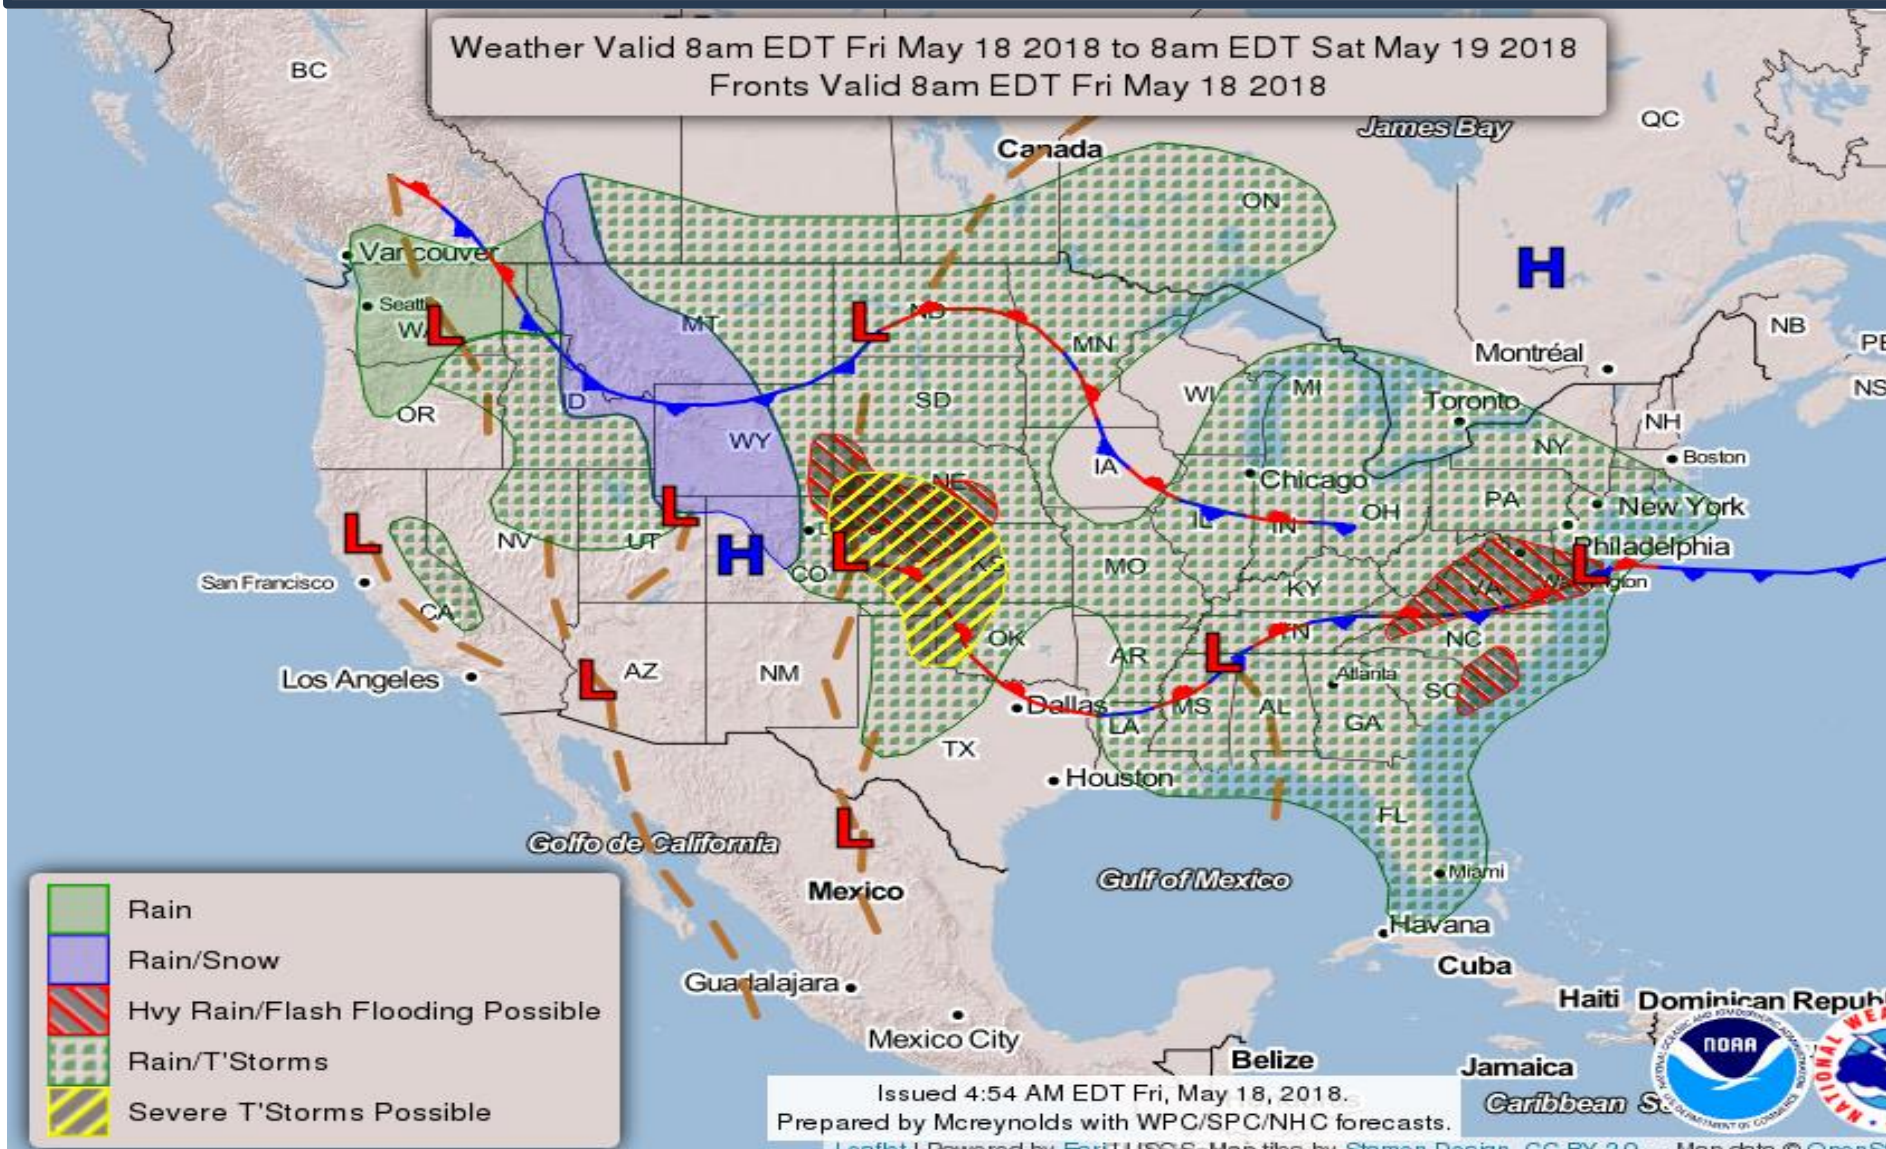 Weather Valid 8am EDT Fri May 18 2018 to 8am EDT Sat May 19 2018
Fronts Valid 8am EDT Fri May 18 2018
BC
James Bay
QC
Canada
ON
Vancouver
H
Seattl
WA
L
MT
L
ND
MN
NB
Montréal
PE
OR
ID
SD
WI
MI
Toronto
NS
WY
NY
NH
IA
Boston
NE
Chicago
PA
L
L
NV
UT
H
L
CO
KS
MO
IL
IN
OH
New York
Philadelphia
San Francisco
CA
KY
VA
L
OK
TN
NC
L
Los Angeles
L
AZ
NM
AR
Atlanta
SC
Dallas
MS
AL
GA
LA
TX
Houston
FL
L
Golfo de California
Mexico
Gulf of Mexico
Miami
Havana
Cuba
Guadalajara
Mexico City
Haiti
Dominican Republ
Belize
Jamaica
Caribbean
Rain
Rain/Snow
Hvy Rain/Flash Flooding Possible
Rain/T'Storms
Severe T'Storms Possible
Issued 4:54 AM EDT Fri, May 18, 2018.
Prepared by Mcreynolds with WPC/SPC/NHC forecasts.
NOAA